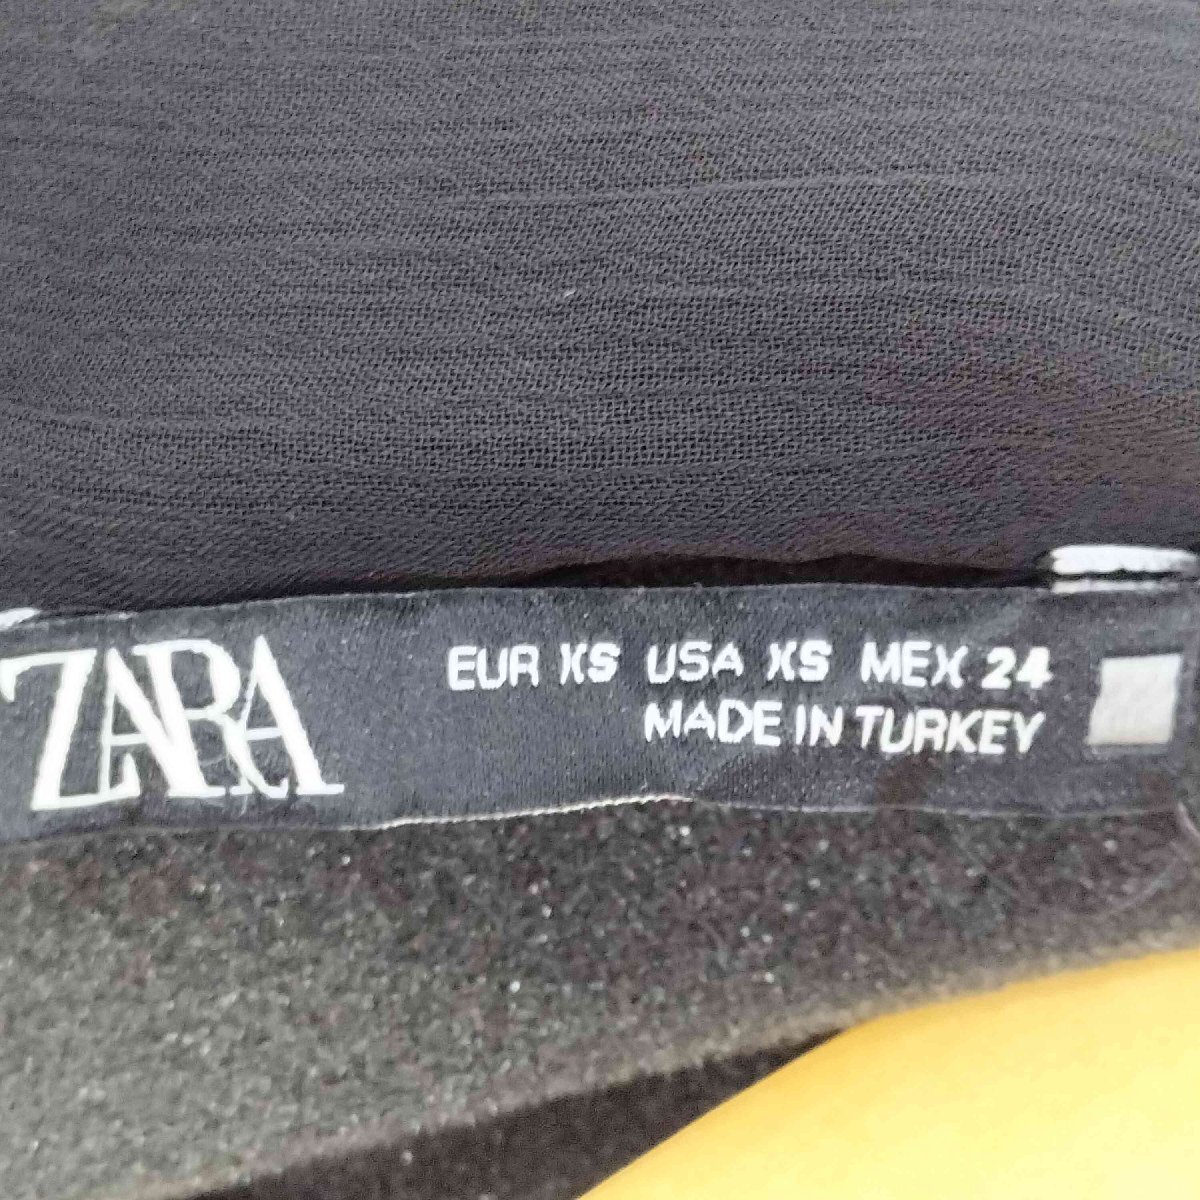 ZARA
EUR XS USA XS MEX 24
MADE IN TURKEY